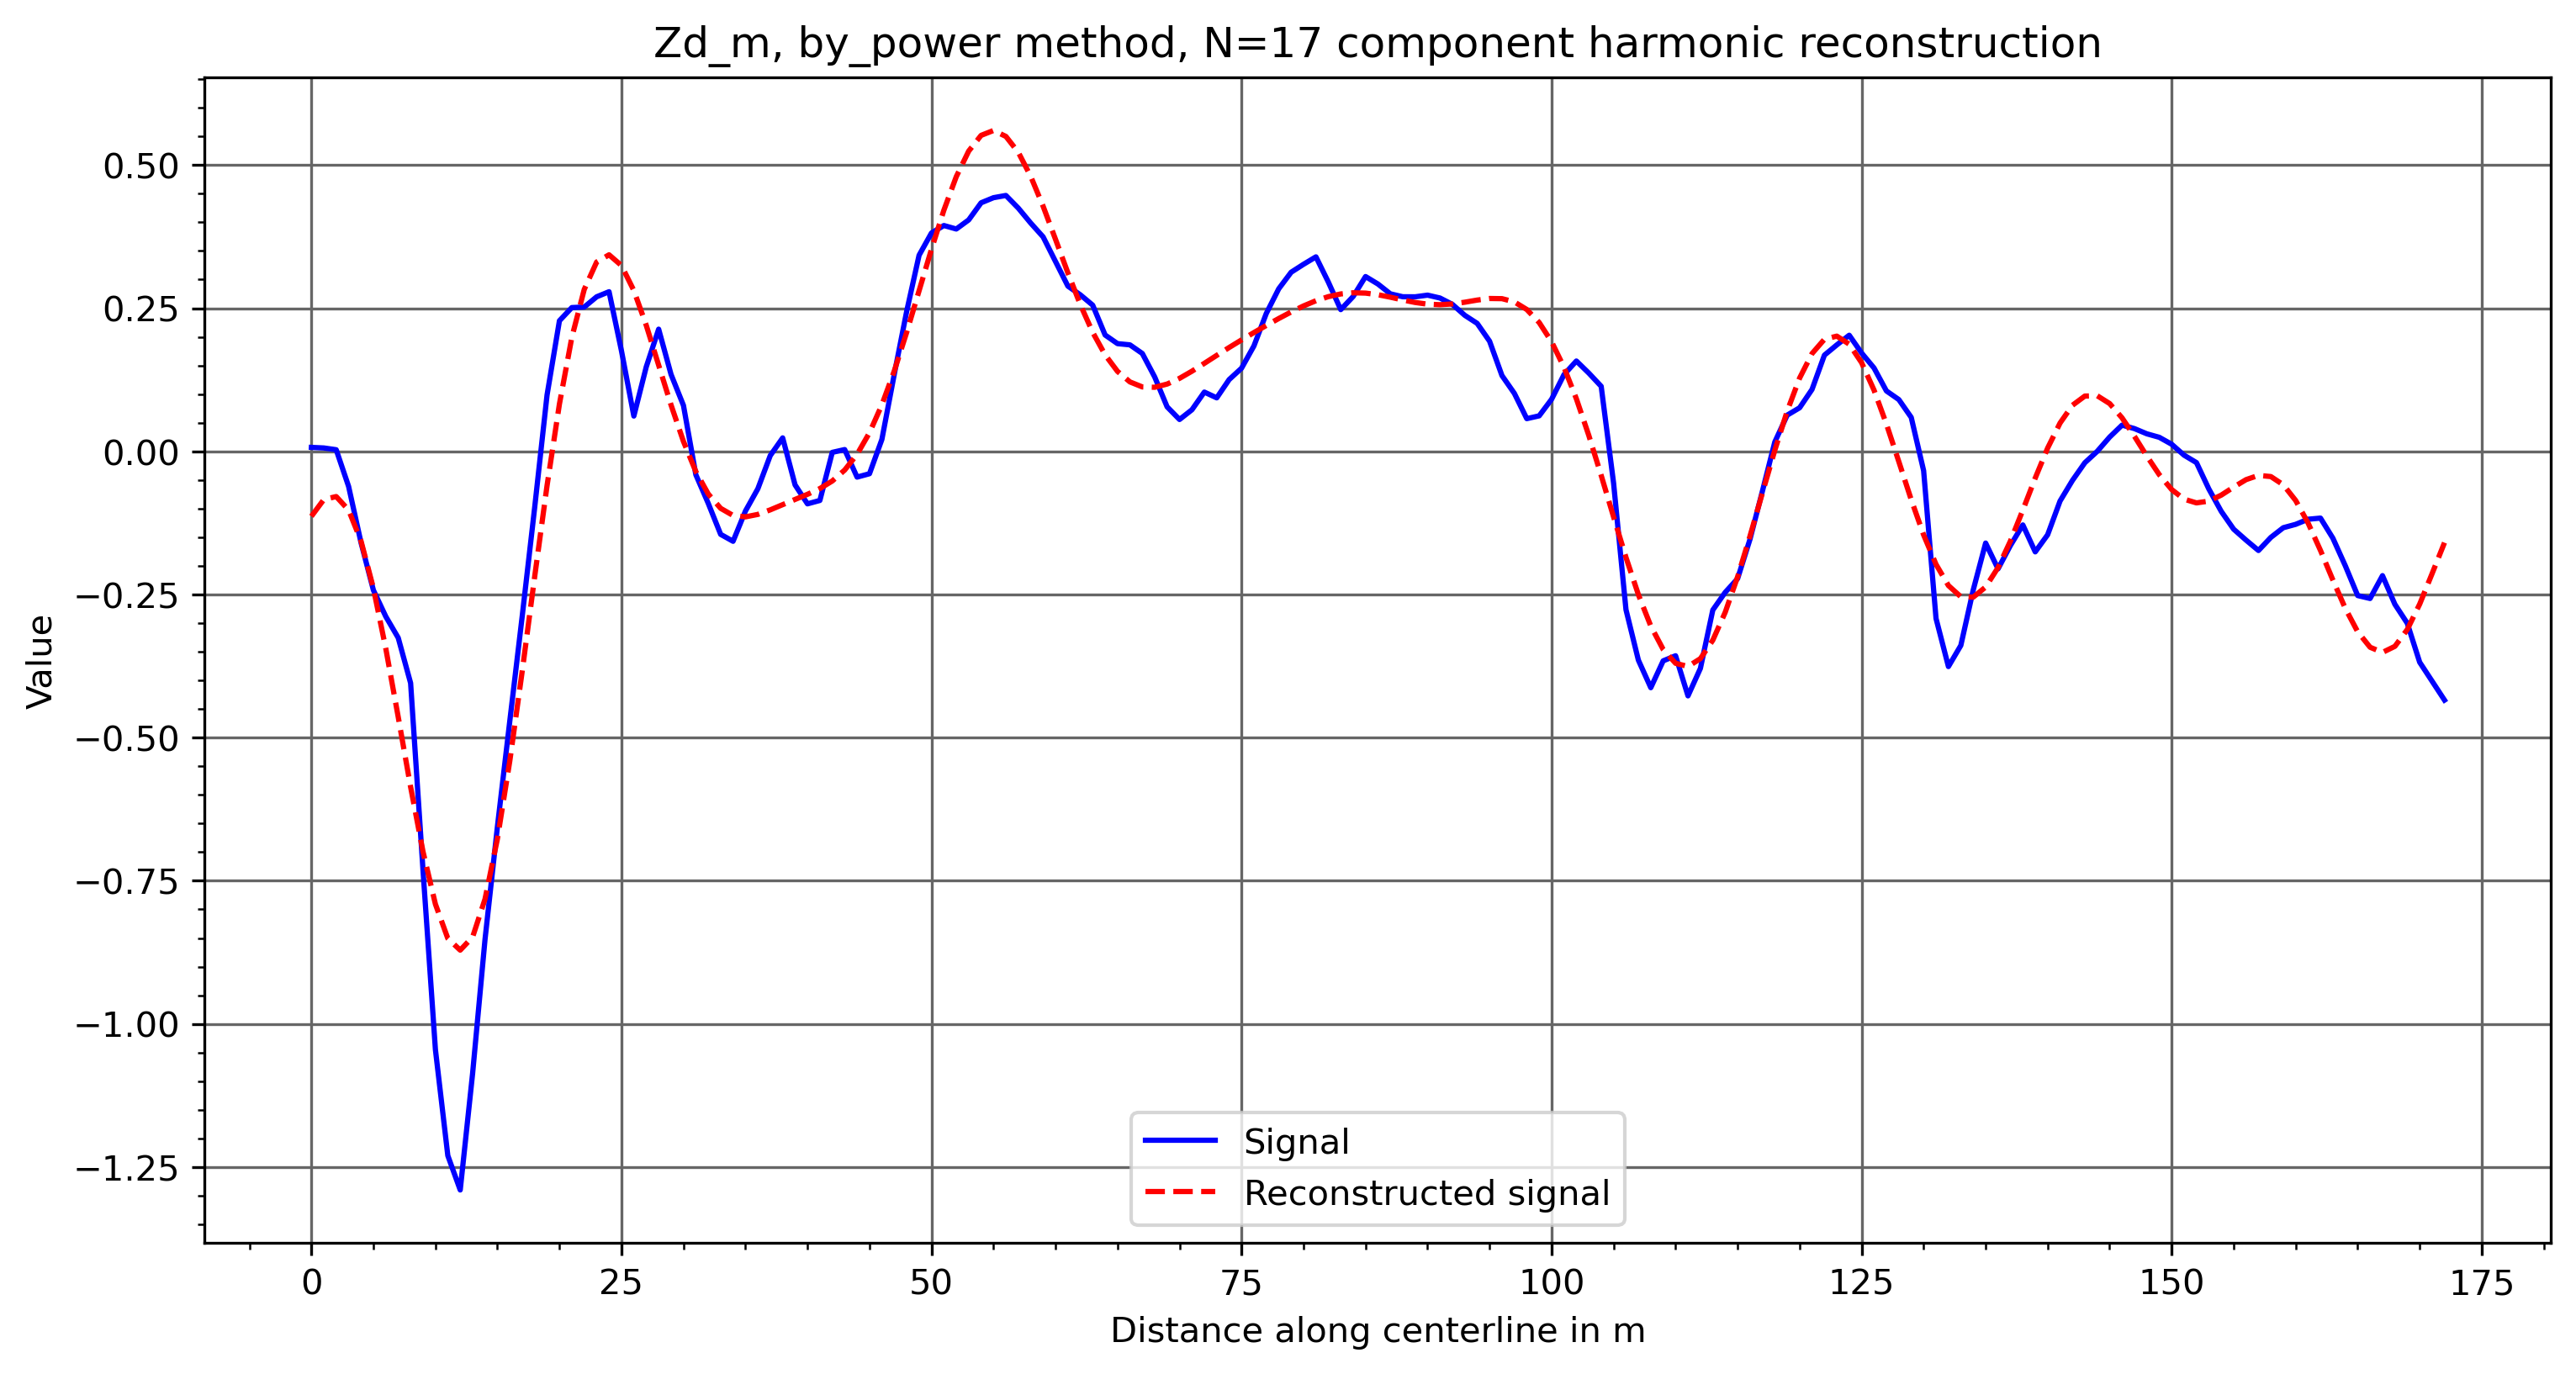 Zd_m, by_power method, N=17 component harmonic reconstruction
Value
0.50
0.25
0.00
−0.25
−0.50
−0.75
−1.00
−1.25
Signal
Reconstructed signal
0 25 50 75 100 125 150 175
Distance along centerline in m